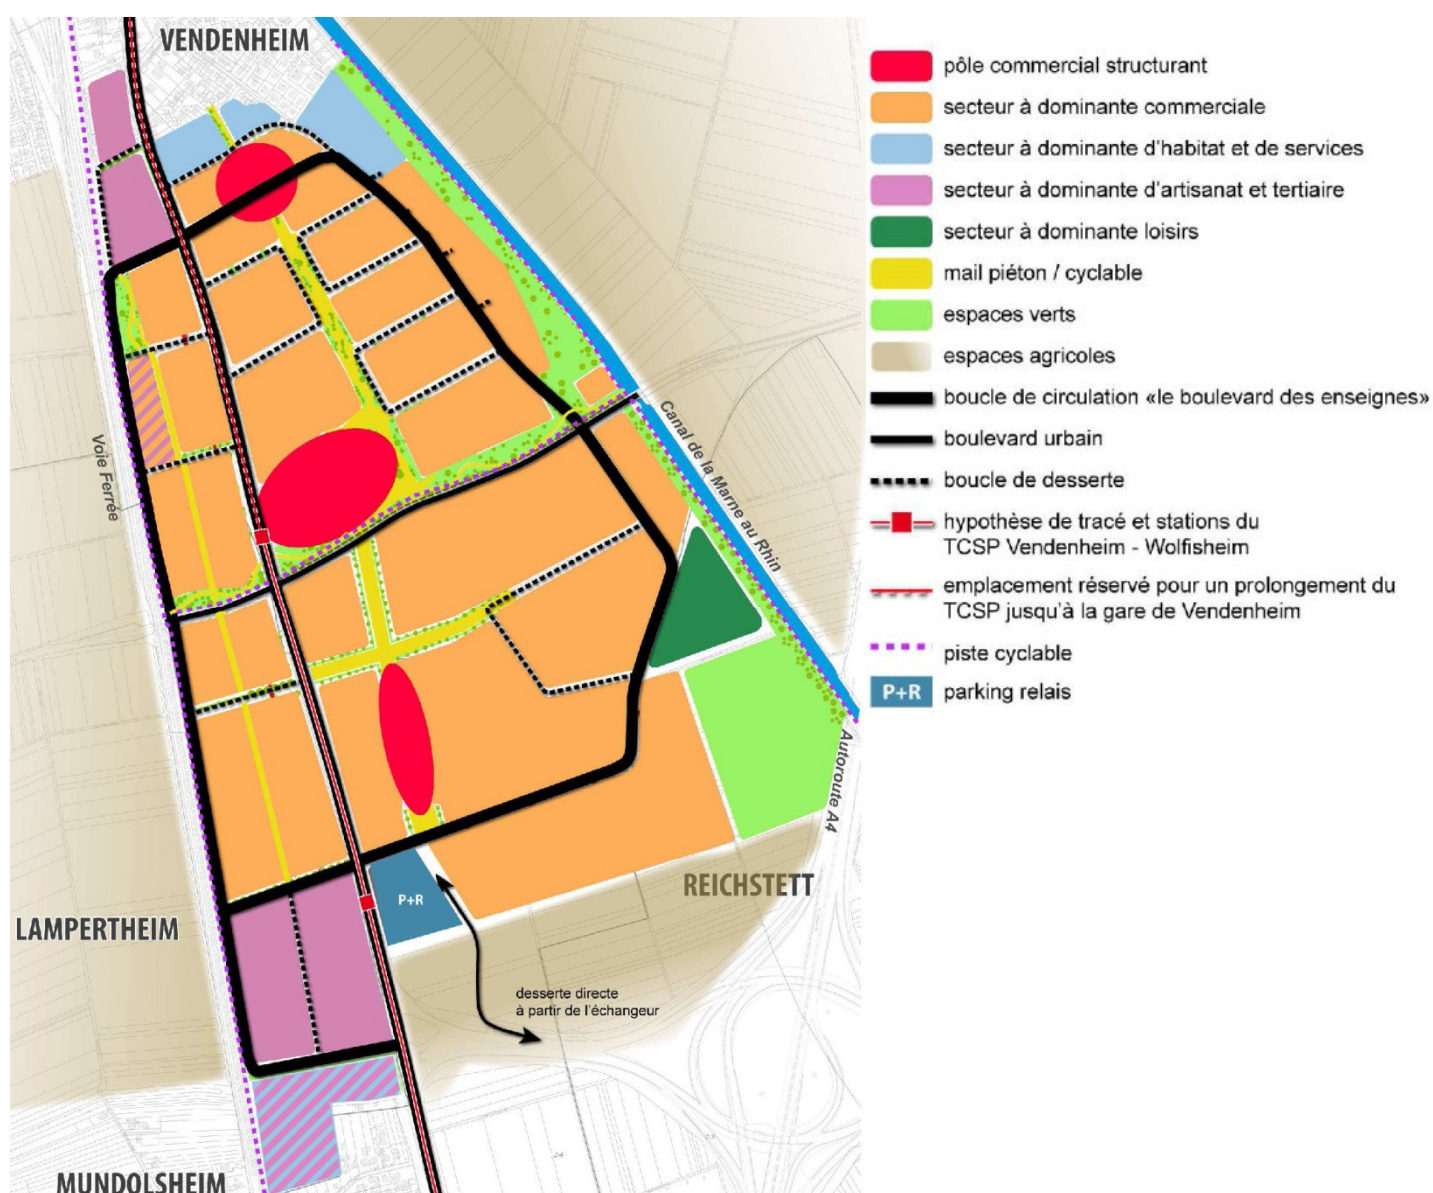 VENDENHEIM
Voie Ferrée
Canal de la Marne au Rhin
Autoroute A4
REICHSTETT
LAMPERTHEIM
P+R
desserte directe
à partir de l'échangeur
MUNDOLSHEIM
24
pôle commercial structurant
secteur à dominante commerciale
secteur à dominante d'habitat et de services
secteur à dominante d'artisanat et tertiaire
secteur à dominante loisirs
mail piéton / cyclable
espaces verts
espaces agricoles
boucle de circulation «le boulevard des enseignes»
boulevard urbain
boucle de desserte
hypothèse de tracé et stations du
TCSP Vendenheim - Wolfisheim
emplacement réservé pour un prolongement du
TCSP jusqu'à la gare de Vendenheim
piste cyclable
P+R parking relais